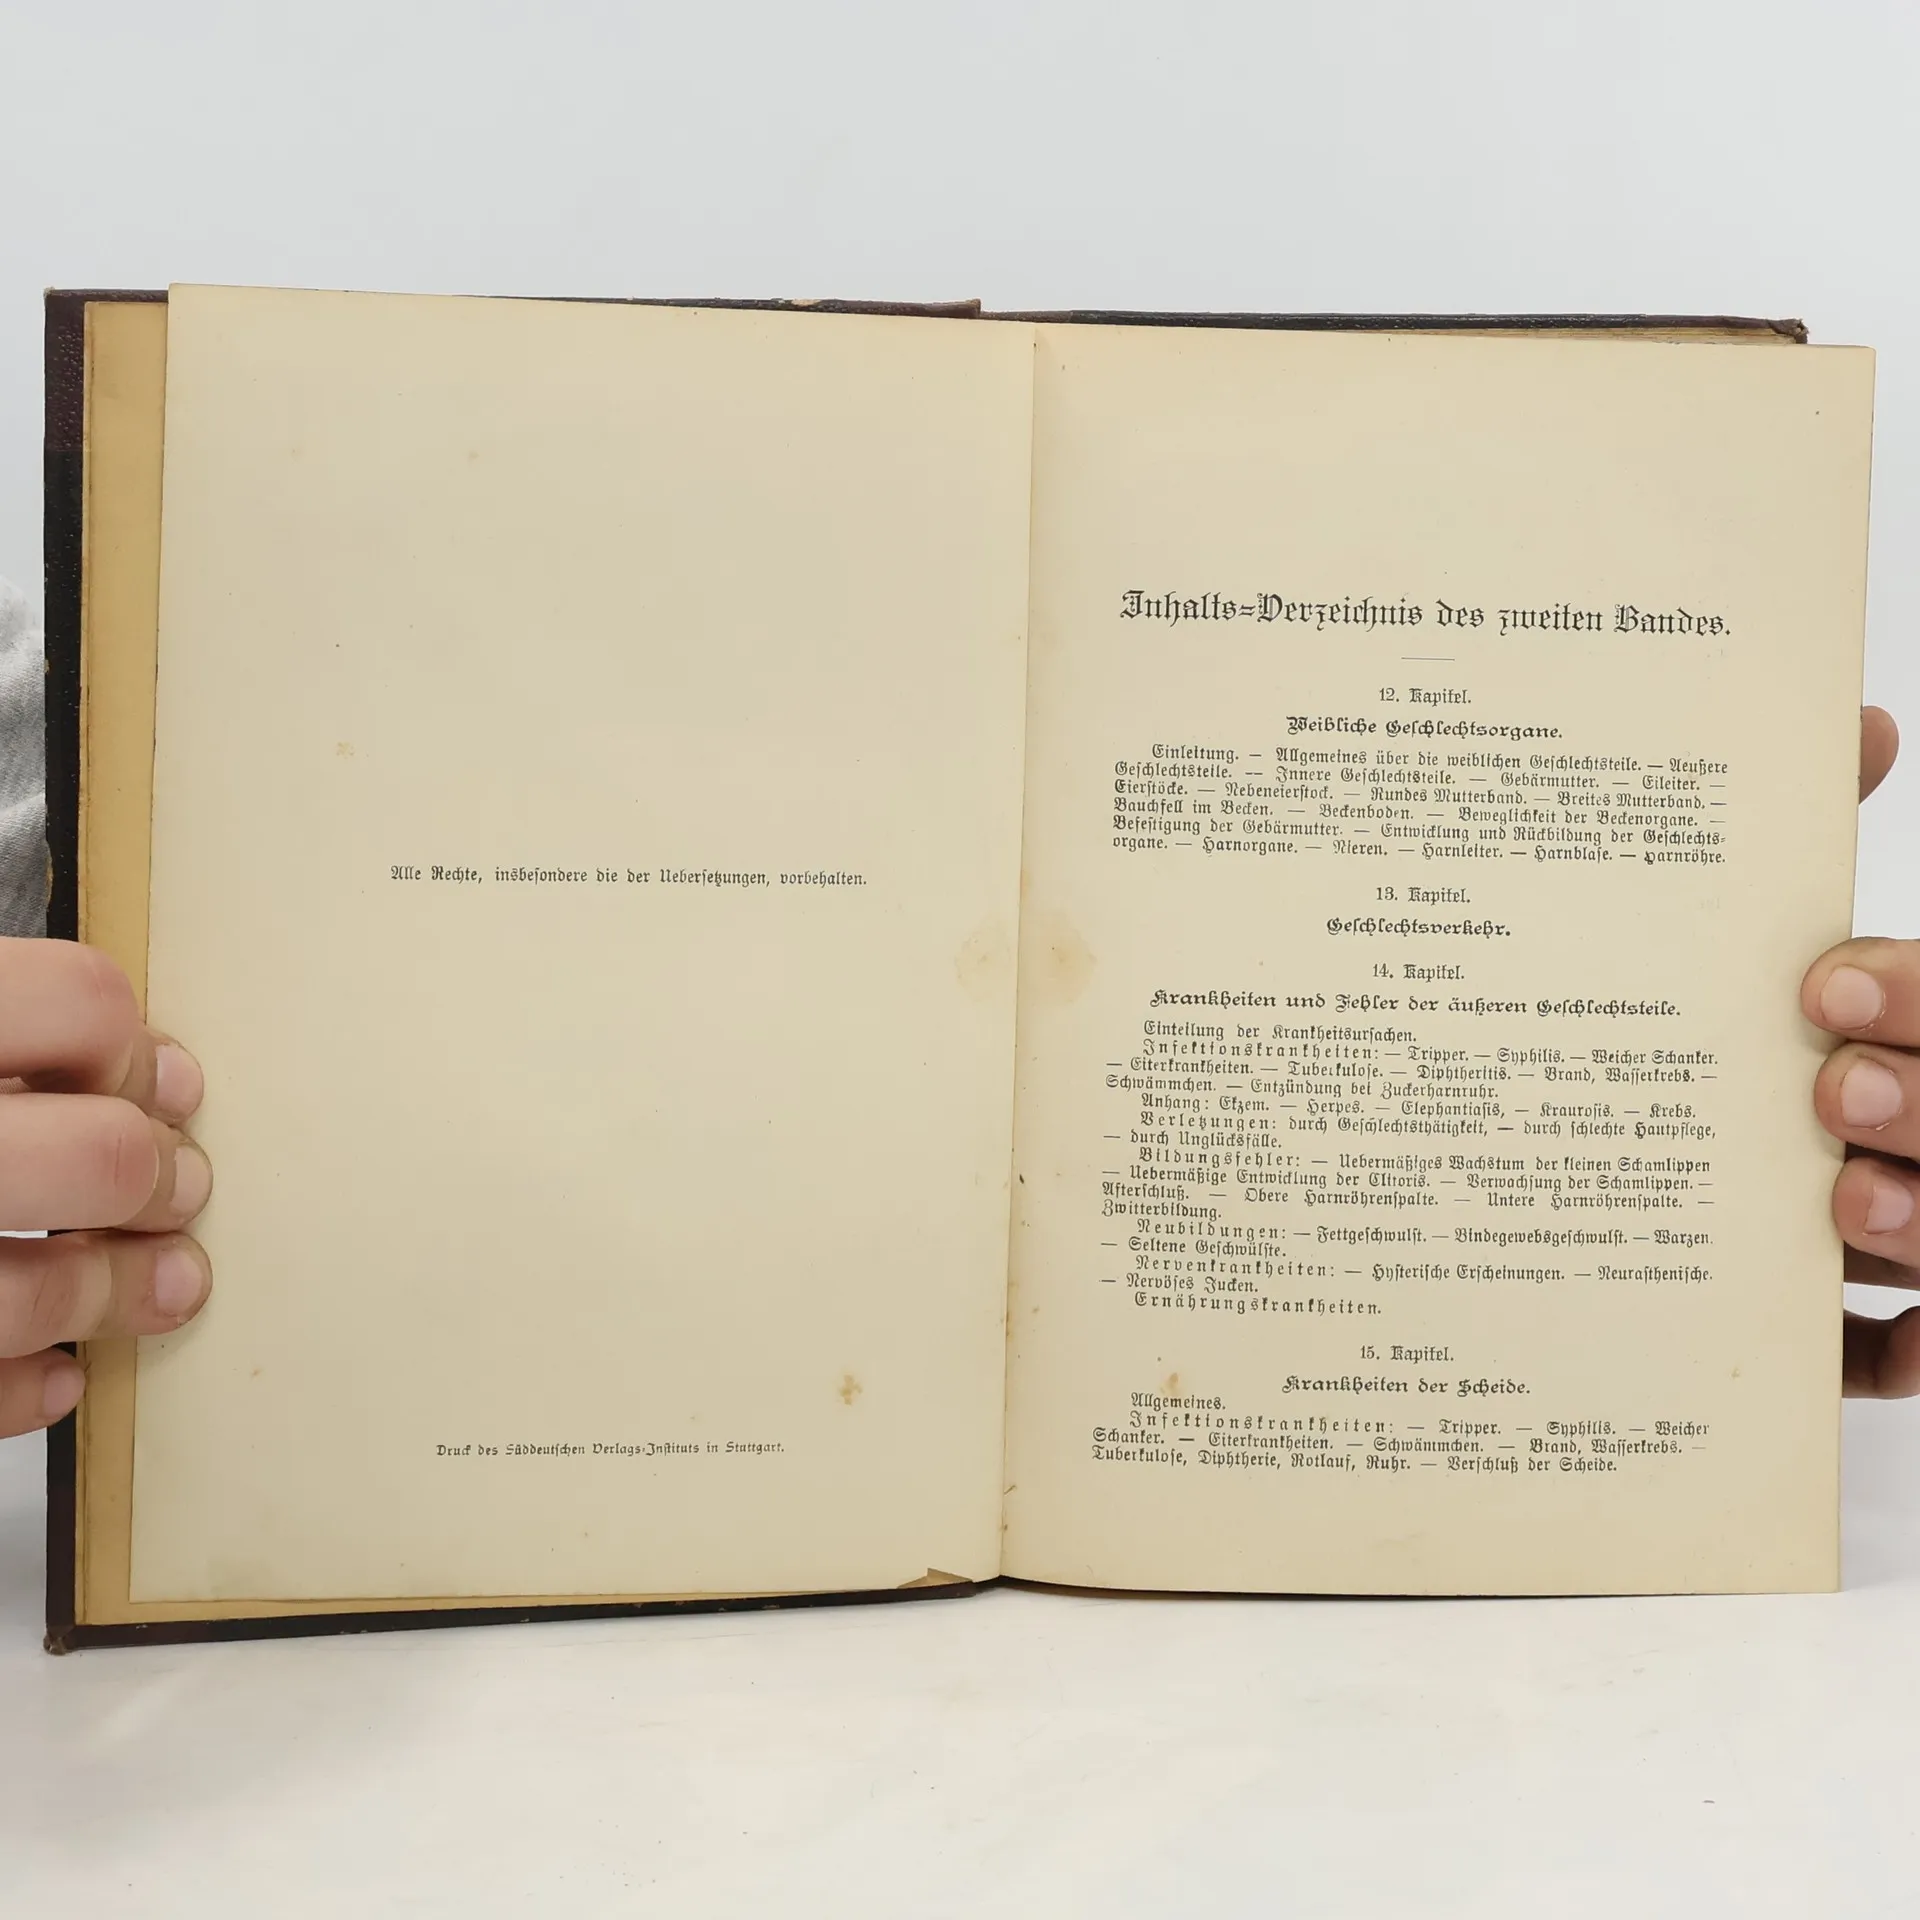 Alle Rechte, insbesondere die der Uebersetzungen, vorbehalten.
Druck des Süddeutschen Verlags-Instituts in Stuttgart.
Inhalts-Verzeichnis des zweiten Bandes.
12. Kapitel.
Weibliche Geschlechtsorgane.
Einleitung. — Allgemeines über die weiblichen Geschlechtsteile. — Aeußere
Geschlechtsteile. — Innere Geschlechtsteile. — Gebärmutter. — Eileiter. —
Eierstöcke. — Nebeneierstock. — Rundes Mutterband. — Breites Mutterband. —
Bauchfell im Becken. — Beckenboden. — Beweglichkeit der Beckenorgane. —
Befestigung der Gebärmutter. — Entwicklung und Rückbildung der Geschlechts-
organe. — Harnorgane. — Nieren. — Harnleiter. — Harnblase. — Harnröhre.
13. Kapitel.
Geschlechtsverkehr.
14. Kapitel.
Krankheiten und Fehler der äußeren Geschlechtsteile.
Einteilung der Krankheitsursachen.
Infektionskrankheiten: — Tripper. — Syphilis. — Weicher Schanker.
— Eiterkrankheiten. — Tuberkulose. — Diphtheritis. — Brand, Wasserkrebs. —
Schwämmchen. — Entzündung bei Zuckerharnruhr.
Anhang: Ekzem. — Herpes. — Elephantiasis, — Kraurosis. — Krebs.
Verletzungen: durch Geschlechtsthätigkeit, — durch schlechte Hautpflege,
— durch Unglücksfälle.
Bildungsfehler: — Uebermäßiges Wachstum der kleinen Schamlippen
— Uebermäßige Entwicklung der Clitoris. — Verwachsung der Schamlippen. —
Afterschluß. — Obere Harnröhrenspalte. — Untere Harnröhrenspalte. —
Zwitterbildung.
Neubildungen: — Fettgeschwulst. — Bindegewebsgeschwulst. — Warzen.
— Seltene Geschwülste.
Nervenkrankheiten: — Hysterische Erscheinungen. — Neurasthenische.
— Nervöses Jucken.
Ernährungskrankheiten.
15. Kapitel.
Krankheiten der Scheide.
Allgemeines.
Infektionskrankheiten: — Tripper. — Syphilis. — Weicher
Schanker. — Eiterkrankheiten. — Schwämmchen. — Brand, Wasserkrebs. —
Tuberkulose, Diphtherie, Rotlauf, Ruhr. — Verschluß der Scheide.